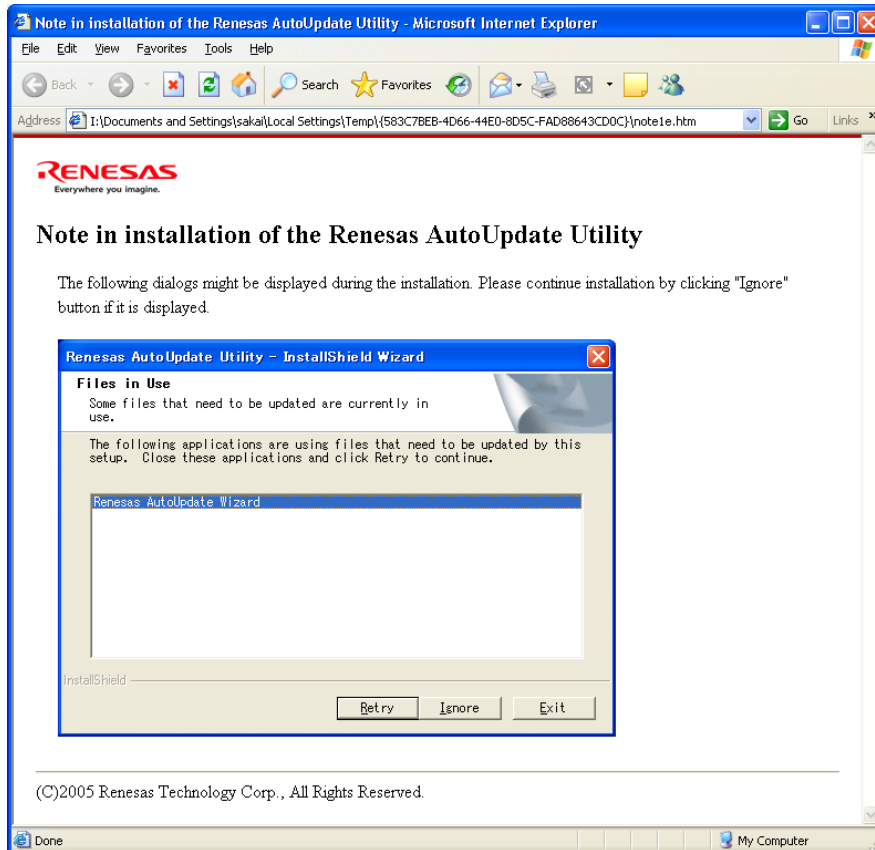 Note in installation of the Renesas AutoUpdate Utility - Microsoft Internet Explorer
File Edit View Favorites Tools Help
Back Search Favorites
Address I:\Documents and Settings\sakai\Local Settings\Temp\{583C7BEB-4D66-44E0-8D5C-FAD88643CD0C}\note1e.htm Go Links »
RENESAS
Everywhere you imagine.
Note in installation of the Renesas AutoUpdate Utility
The following dialogs might be displayed during the installation. Please continue installation by clicking "Ignore"
button if it is displayed.
Renesas AutoUpdate Utility - InstallShield Wizard
Files in Use
Some files that need to be updated are currently in
use.
The following applications are using files that need to be updated by this
setup. Close these applications and click Retry to continue.
Renesas AutoUpdate Wizard
InstallShield
Retry Ignore Exit
(C)2005 Renesas Technology Corp., All Rights Reserved.
Done My Computer